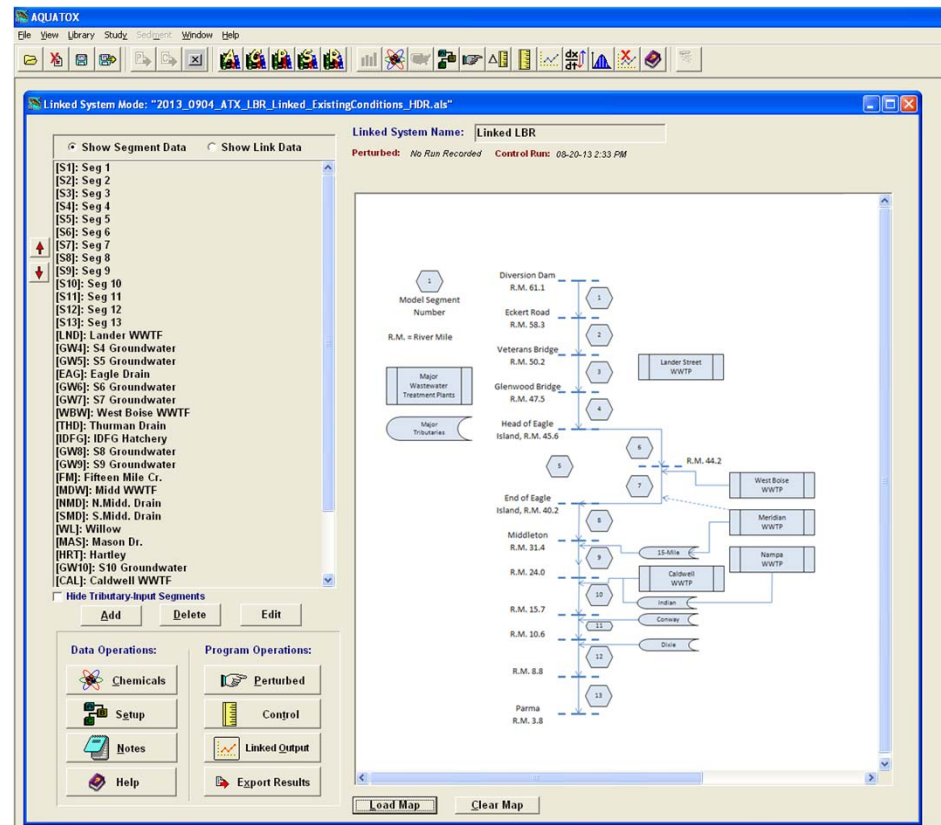 AQUATOX
File View Library Study Sediment Window Help
Linked System Mode: "2013_0904_ATX_LBR_Linked_ExistingConditions_HDR.als"
Show Segment Data Show Link Data
Linked System Name: Linked LBR
Perturbed: No Run Recorded Control Run: 08-20-13 2:33 PM
[S1]: Seg 1
[S2]: Seg 2
[S3]: Seg 3
[S4]: Seg 4
[S5]: Seg 5
[S6]: Seg 6
[S7]: Seg 7
[S8]: Seg 8
[S9]: Seg 9
[S10]: Seg 10
[S11]: Seg 11
[S12]: Seg 12
[S13]: Seg 13
[LND]: Lander WWTF
[GW4]: S4 Groundwater
[GW5]: S5 Groundwater
[EAG]: Eagle Drain
[GW6]: S6 Groundwater
[GW7]: S7 Groundwater
[WBW]: West Boise WWTF
[THD]: Thurman Drain
[IDFG]: IDFG Hatchery
[GW8]: S8 Groundwater
[GW9]: S9 Groundwater
[FM]: Fifteen Mile Cr.
[MDW]: Midd WWTF
[NMD]: N.Midd. Drain
[SMD]: S.Midd. Drain
[WL]: Willow
[MAS]: Mason Dr.
[HRT]: Hartley
[GW10]: S10 Groundwater
[CAL]: Caldwell WWTF
Hide Tributary-Input Segments
Add Delete Edit
Data Operations:
Chemicals
Setup
Notes
Help
Program Operations:
Perturbed
Control
Linked Output
Export Results
1
Model Segment
Number
R.M. = River Mile
Major
Wastewater
Treatment Plants
Major
Tributaries
Diversion Dam
R.M. 61.1
1
Eckert Road
R.M. 58.3
2
Veterans Bridge
R.M. 50.2
3
Lander Street
WWTP
Glenwood Bridge
R.M. 47.5
4
Head of Eagle
Island, R.M. 45.6
6
R.M. 44.2
5
7
West Boise
WWTP
End of Eagle
Island, R.M. 40.2
8
Meridian
WWTP
Middleton
R.M. 31.4
9
15-Mile
Nampa
WWTP
R.M. 24.0
Caldwell
WWTP
10
Indian
R.M. 15.7
11
Conway
R.M. 10.6
12
Dixie
R.M. 8.8
13
Parma
R.M. 3.8
Load Map Clear Map